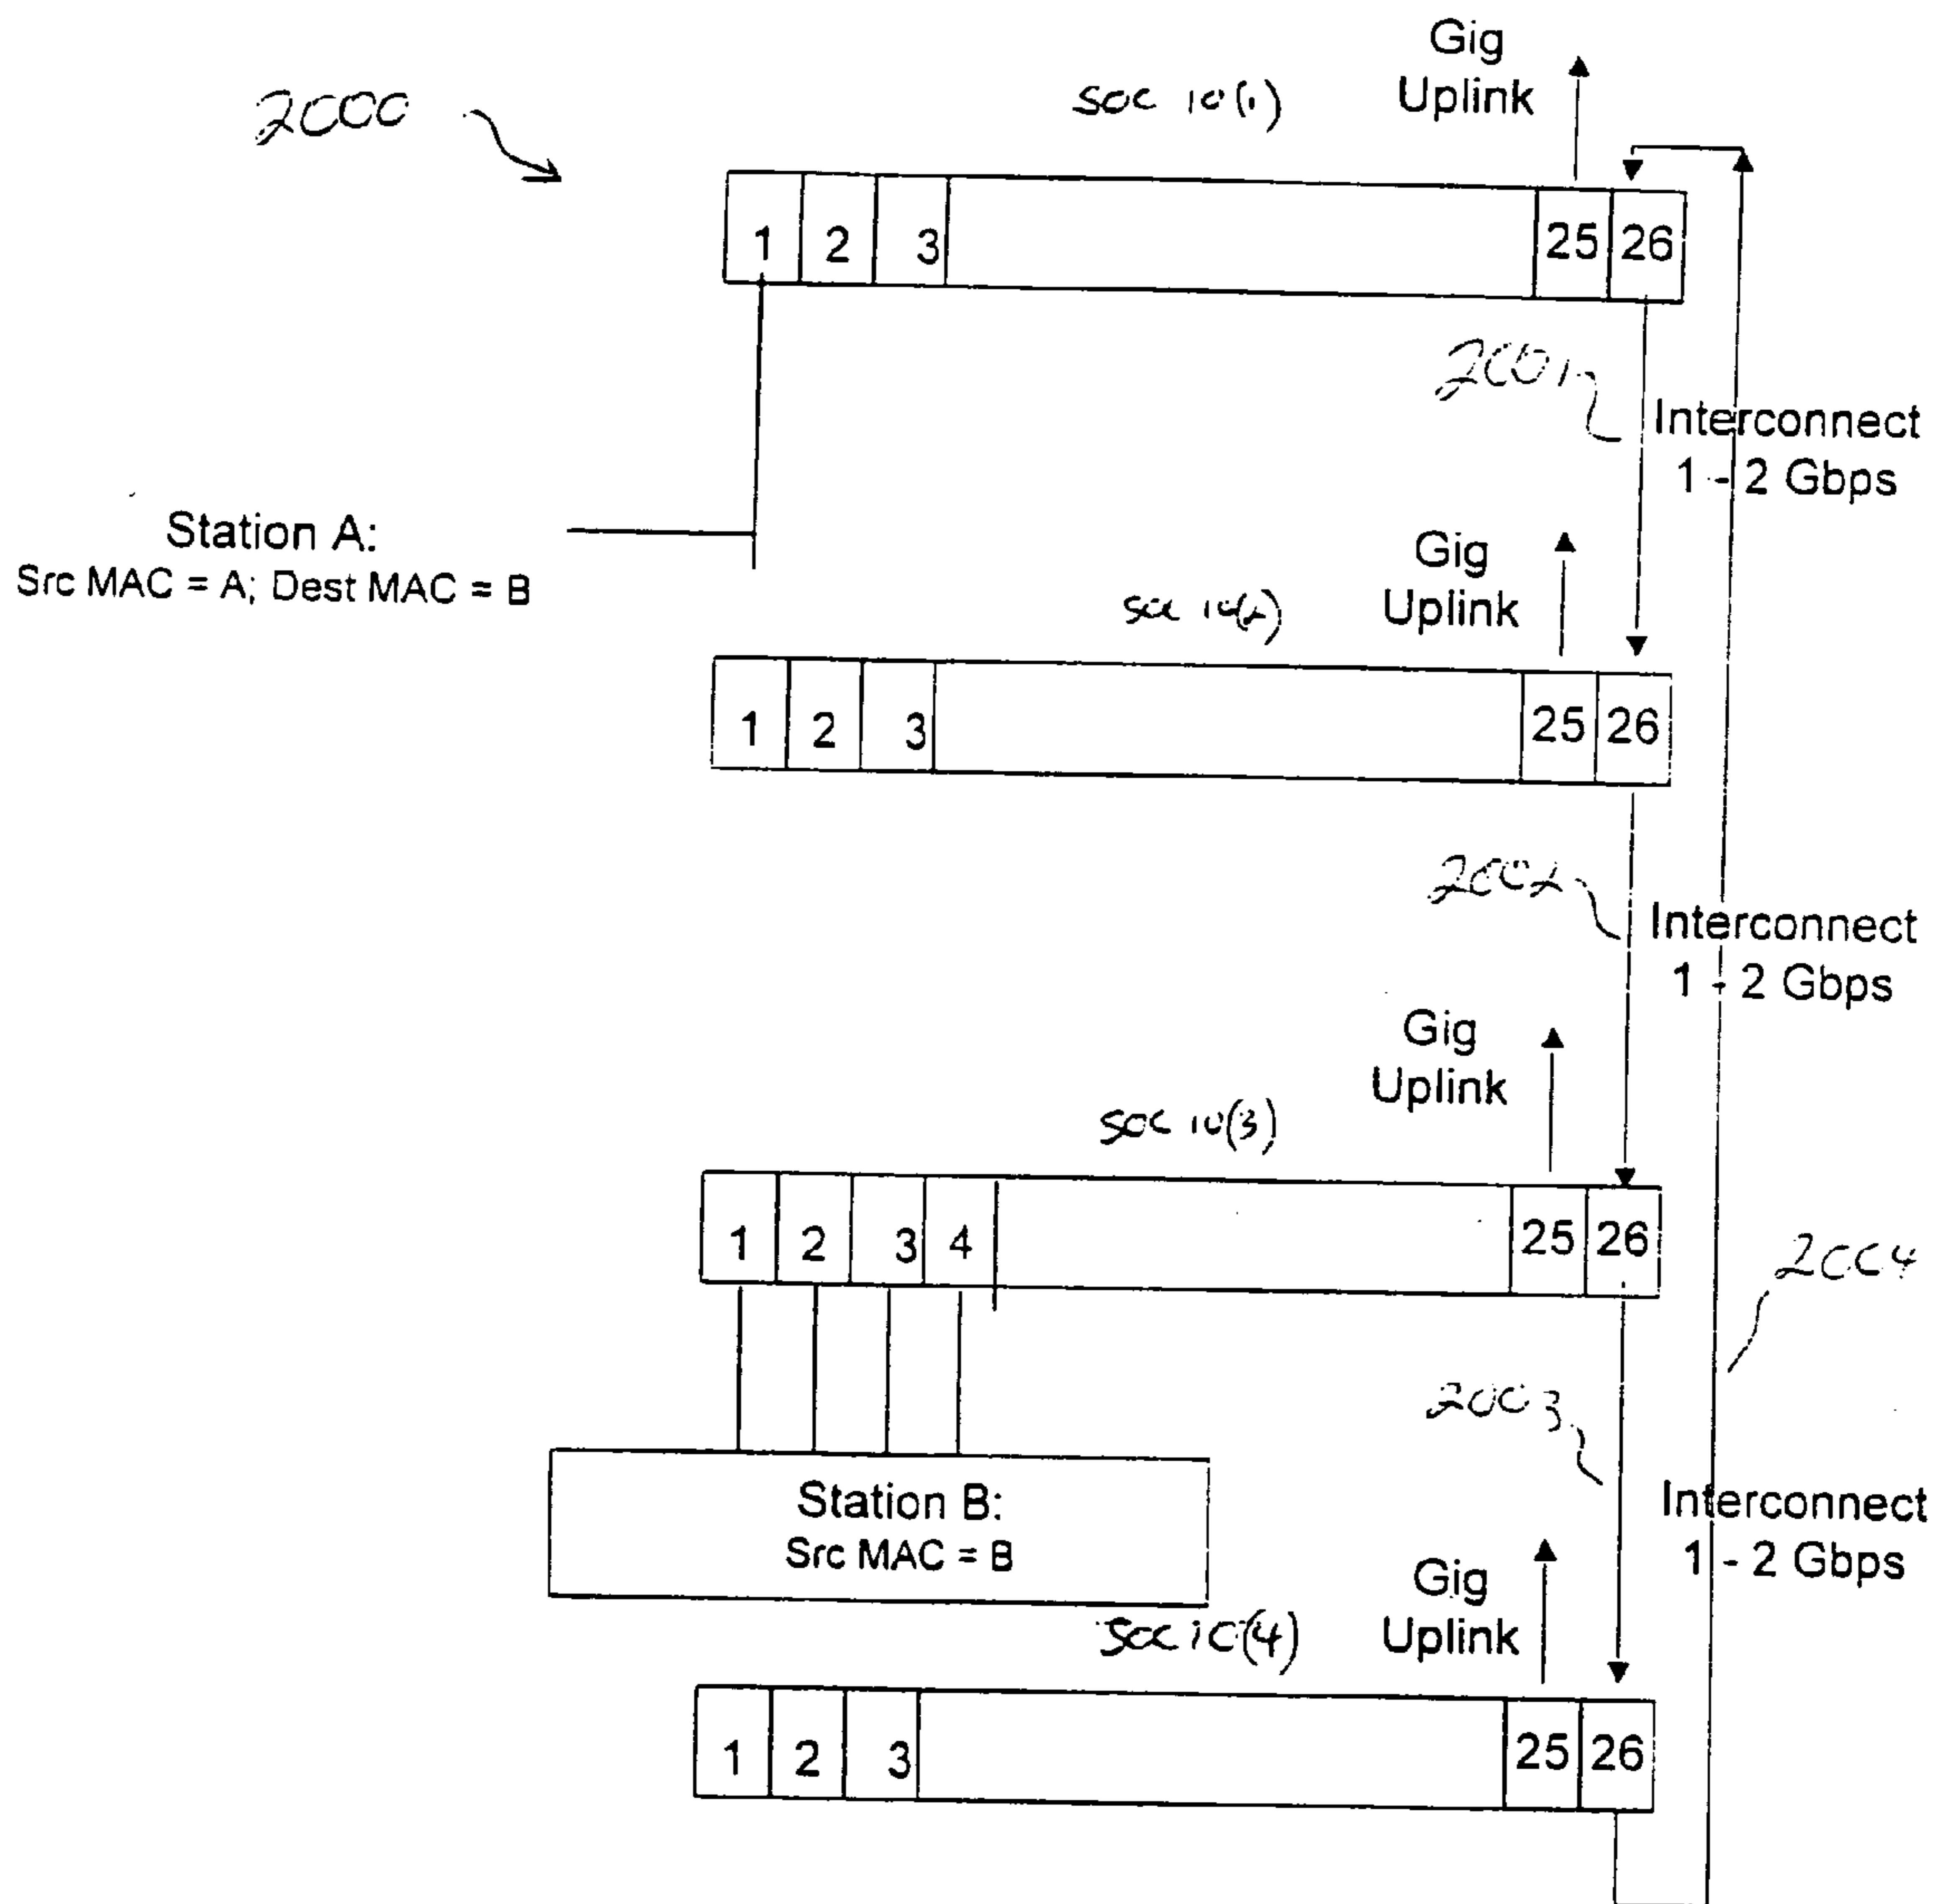 Gig
Uplink
2000
SOC 10(1)
1 2 3 25 26
2001
Interconnect
1 - 2 Gbps
Station A:
Src MAC = A; Dest MAC = B
Gig
Uplink
SOC 10(2)
1 2 3 25 26
2002
Interconnect
1 - 2 Gbps
Gig
Uplink
SOC 10(3)
1 2 3 4 25 26
2004
2003
Station B:
Src MAC = B
Interconnect
1 - 2 Gbps
Gig
Uplink
SOC 10(4)
1 2 3 25 26